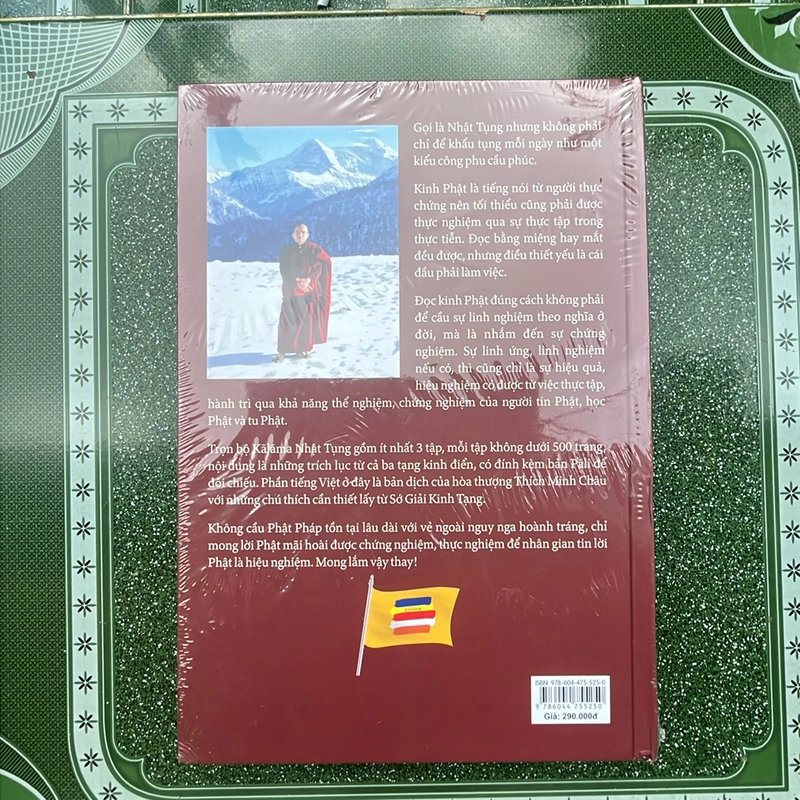 Gọi là Nhật Tụng nhưng không phải
chỉ để khẩu tụng mỗi ngày như một
kiểu công phu cầu phúc.
Kinh Phật là tiếng nói từ người thực
chứng nên tối thiểu cũng phải được
thực nghiệm qua sự thực tập trong
thực tiễn. Đọc bằng miệng hay mắt
đều được, nhưng điều thiết yếu là cái
đầu phải làm việc.
Đọc kinh Phật đúng cách không phải
để cầu sự linh nghiệm theo nghĩa ở
đời, mà là nhắm đến sự chứng
nghiệm. Sự linh ứng, linh nghiệm
nếu có, thì cũng chỉ là sự hiệu quả,
hiệu nghiệm có được từ việc thực tập,
hành trì qua khả năng thể nghiệm, chứng nghiệm của người tin Phật, học
Phật và tu Phật.
Trọn bộ Kālāma Nhật Tụng gồm ít nhất 3 tập, mỗi tập không dưới 500 trang,
nội dung là những trích lục từ cả ba tạng kinh điển, có đính kèm bản Pāli để
đối chiếu. Phần tiếng Việt ở đây là bản dịch của hòa thượng Thích Minh Châu
với những chú thích cần thiết lấy từ Sớ Giải Kinh Tạng.
Không cầu Phật Pháp tồn tại lâu dài với vẻ ngoài nguy nga hoành tráng, chỉ
mong lời Phật mãi hoài được chứng nghiệm, thực nghiệm để nhân gian tin lời
Phật là hiệu nghiệm. Mong lắm vậy thay!
ISBN: 978-604-475-525-0
9 786044 755250
Giá: 290.000đ